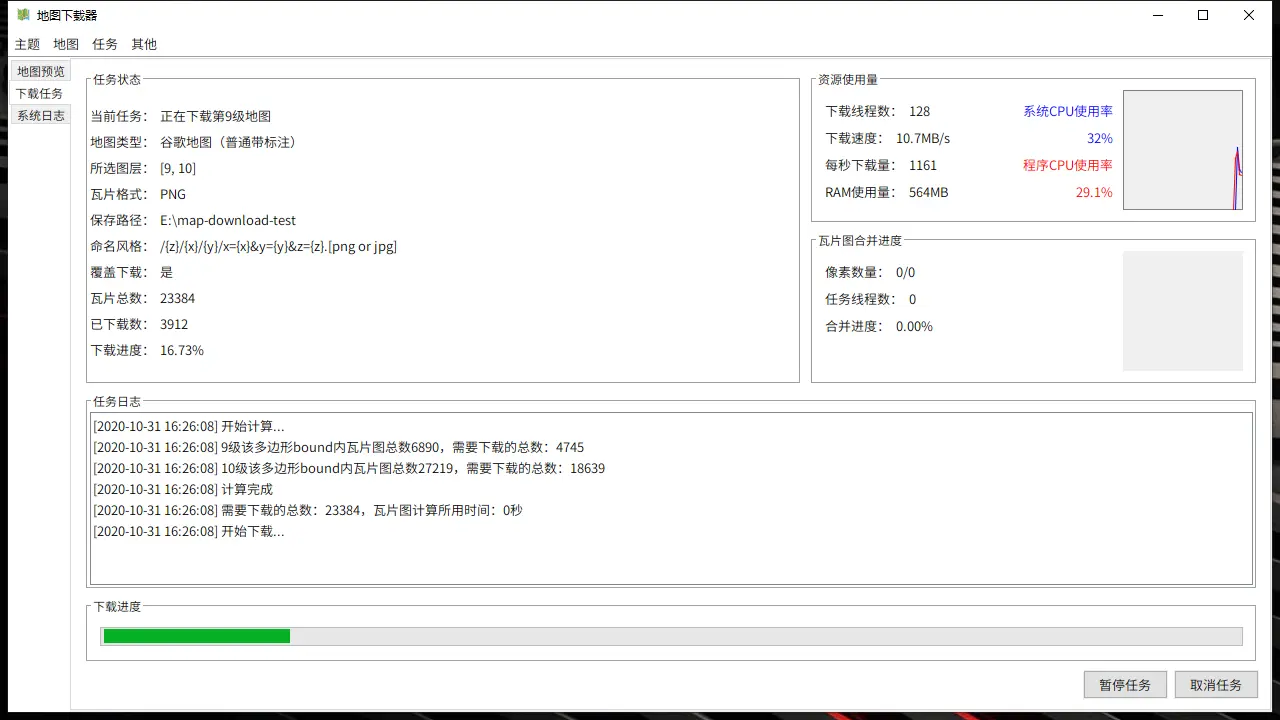 地图下载器
主题 地图 任务 其他
地图预览
下载任务
系统日志
任务状态
当前任务： 正在下载第9级地图
地图类型： 谷歌地图（普通带标注）
所选图层： [9, 10]
瓦片格式： PNG
保存路径： E:\map-download-test
命名风格： /{z}/{x}/{y}/x={x}&y={y}&z={z}.[png or jpg]
覆盖下载： 是
瓦片总数： 23384
已下载数： 3912
下载进度： 16.73%
资源使用量
下载线程数： 128 系统CPU使用率
下载速度： 10.7MB/s 32%
每秒下载量： 1161 程序CPU使用率
RAM使用量： 564MB 29.1%
瓦片图合并进度
像素数量： 0/0
任务线程数： 0
合并进度： 0.00%
任务日志
[2020-10-31 16:26:08] 开始计算...
[2020-10-31 16:26:08] 9级该多边形bound内瓦片图总数6890，需要下载的总数：4745
[2020-10-31 16:26:08] 10级该多边形bound内瓦片图总数27219，需要下载的总数：18639
[2020-10-31 16:26:08] 计算完成
[2020-10-31 16:26:08] 需要下载的总数：23384，瓦片图计算所用时间：0秒
[2020-10-31 16:26:08] 开始下载...
下载进度
暂停任务 取消任务